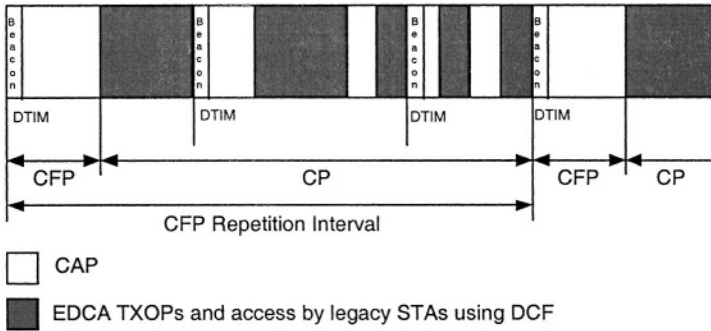 Beacon
Beacon
Beacon
Beacon
DTIM
DTIM
DTIM
DTIM
CFP
CP
CFP
CP
CFP Repetition Interval
CAP
EDCA TXOPs and access by legacy STAs using DCF